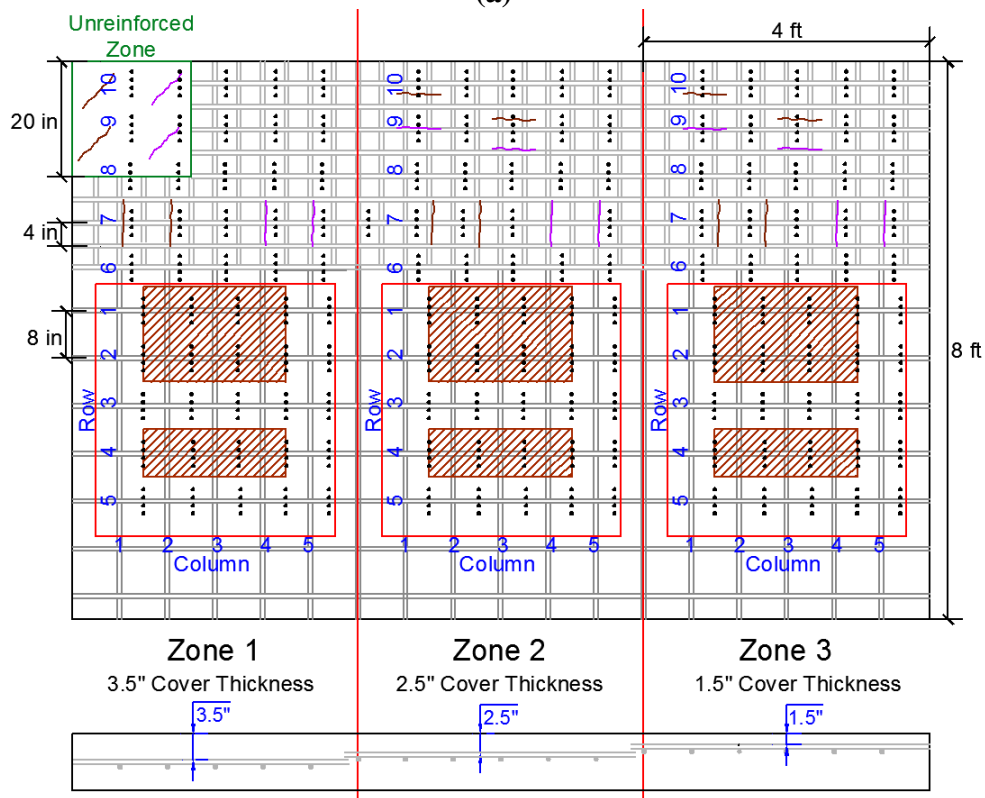 (a)
Unreinforced
Zone
4 ft
20 in
4 in
8 in
8 ft
10
9
8
7
6
1
2
3
4
5
Row
10
9
8
7
6
1
2
3
4
5
Row
10
9
8
7
6
1
2
3
4
5
Row
1 2 3 4 5
Column
1 2 3 4 5
Column
1 2 3 4 5
Column
Zone 1
3.5" Cover Thickness
Zone 2
2.5" Cover Thickness
Zone 3
1.5" Cover Thickness
3.5"
2.5"
1.5"